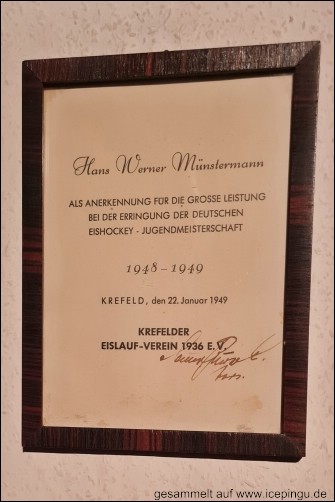 Hans Werner Münstermann
ALS ANERKENNUNG FÜR DIE GROSSE LEISTUNG
BEI DER ERRINGUNG DER DEUTSCHEN
EISHOCKEY - JUGENDMEISTERSCHAFT
1948 - 1949
KREFELD, den 22. Januar 1949
KREFELDER
EISLAUF-VEREIN 1936 E. V.
gesammelt auf www.icepingu.de